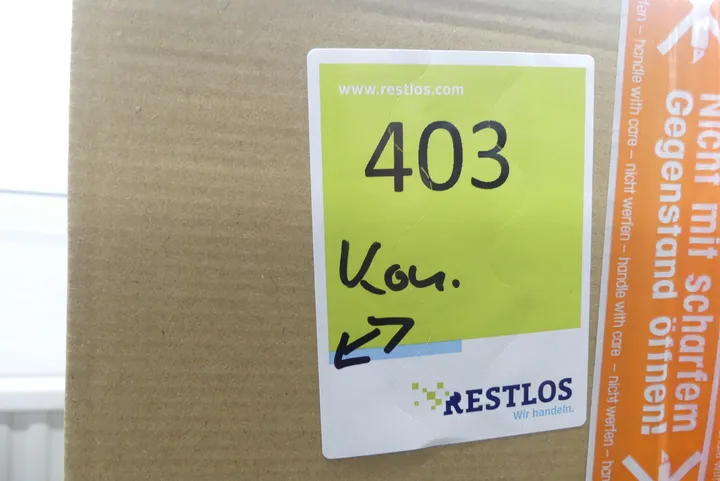 www.restlos.com
403
Kon.
RESTLOS
Wir handeln.
Nicht mit scharfem
Gegenstand öffnen!
handle with care – nicht werfen – handle with care – nicht werfen –